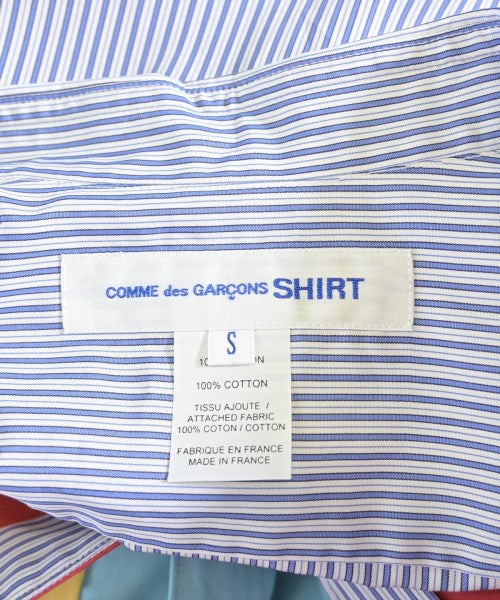 COMME des GARÇONS SHIRT
S
100% COTTON
TISSU AJOUTE /
ATTACHED FABRIC
100% COTON / COTTON
FABRIQUE EN FRANCE
MADE IN FRANCE